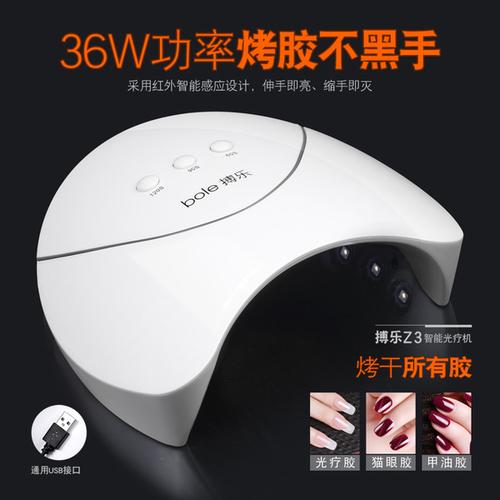 36W功率烤胶不黑手
采用红外智能感应设计，伸手即亮、缩手即灭
120S
90S
60S
bole 搏乐
搏乐Z3智能光疗机
烤干所有胶
光疗胶
猫眼胶
甲油胶
通用USB接口